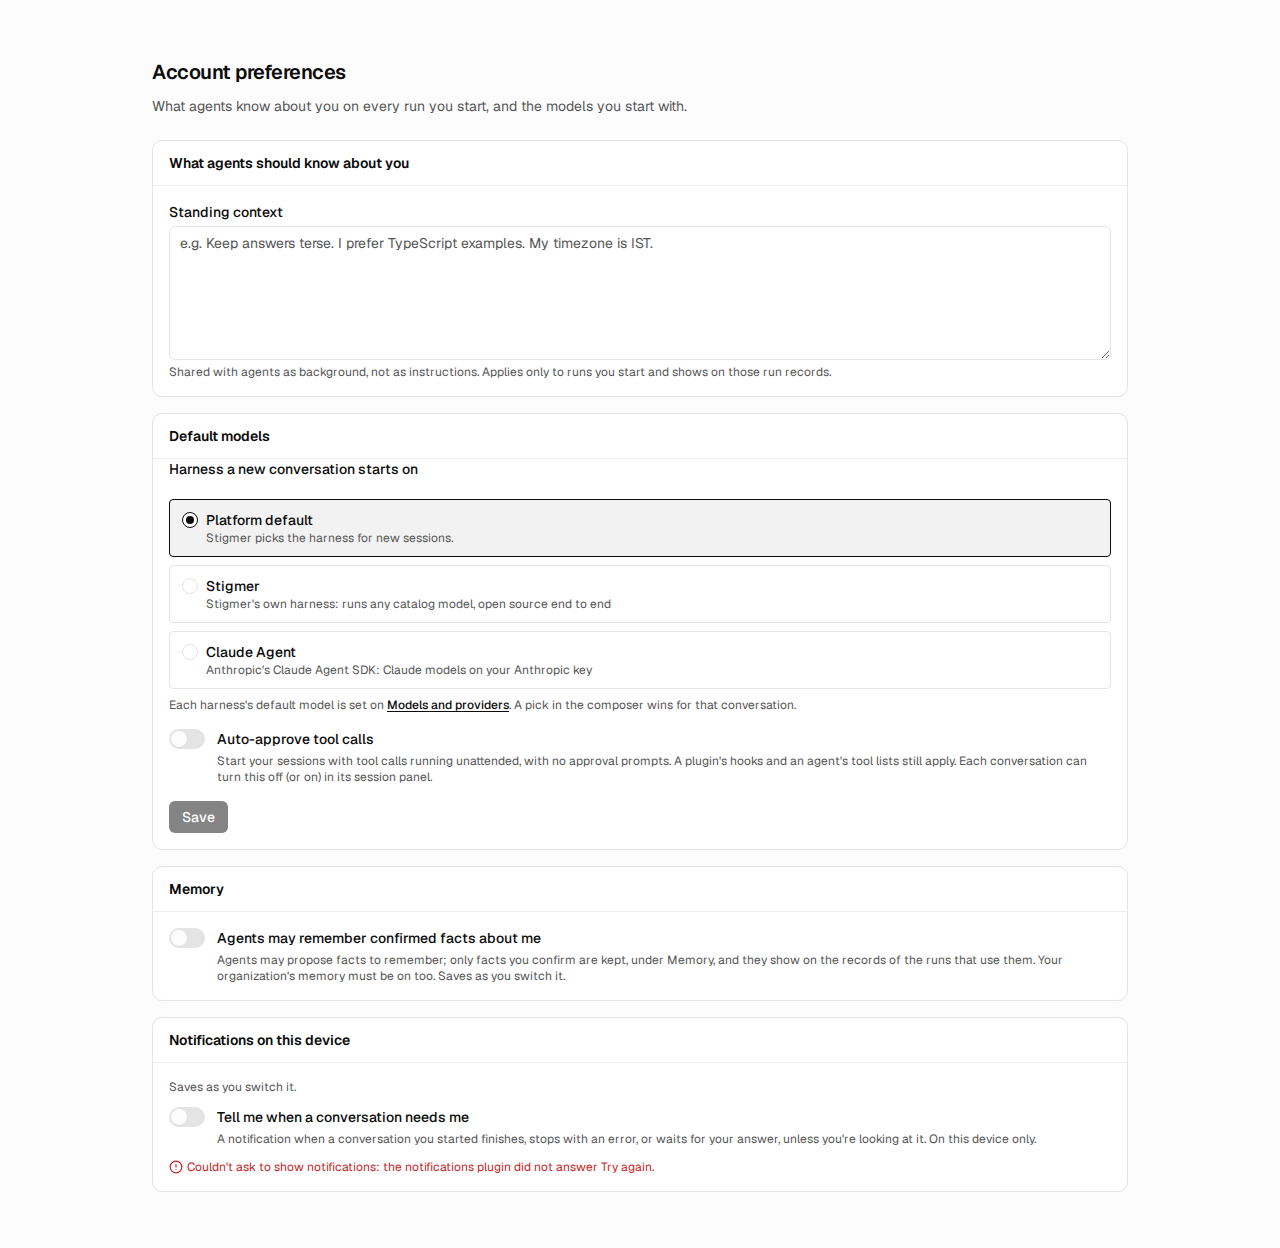 Account preferences
What agents know about you on every run you start, and the models you start with.
What agents should know about you
Standing context
e.g. Keep answers terse. I prefer TypeScript examples. My timezone is IST.
Shared with agents as background, not as instructions. Applies only to runs you start and shows on those run records.
Default models
Harness a new conversation starts on
Platform default
Stigmer picks the harness for new sessions.
Stigmer
Stigmer's own harness: runs any catalog model, open source end to end
Claude Agent
Anthropic's Claude Agent SDK: Claude models on your Anthropic key
Each harness's default model is set on Models and providers. A pick in the composer wins for that conversation.
Auto-approve tool calls
Start your sessions with tool calls running unattended, with no approval prompts. A plugin's hooks and an agent's tool lists still apply. Each conversation can
turn this off (or on) in its session panel.
Save
Memory
Agents may remember confirmed facts about me
Agents may propose facts to remember; only facts you confirm are kept, under Memory, and they show on the records of the runs that use them. Your
organization's memory must be on too. Saves as you switch it.
Notifications on this device
Saves as you switch it.
Tell me when a conversation needs me
A notification when a conversation you started finishes, stops with an error, or waits for your answer, unless you're looking at it. On this device only.
Couldn't ask to show notifications: the notifications plugin did not answer Try again.